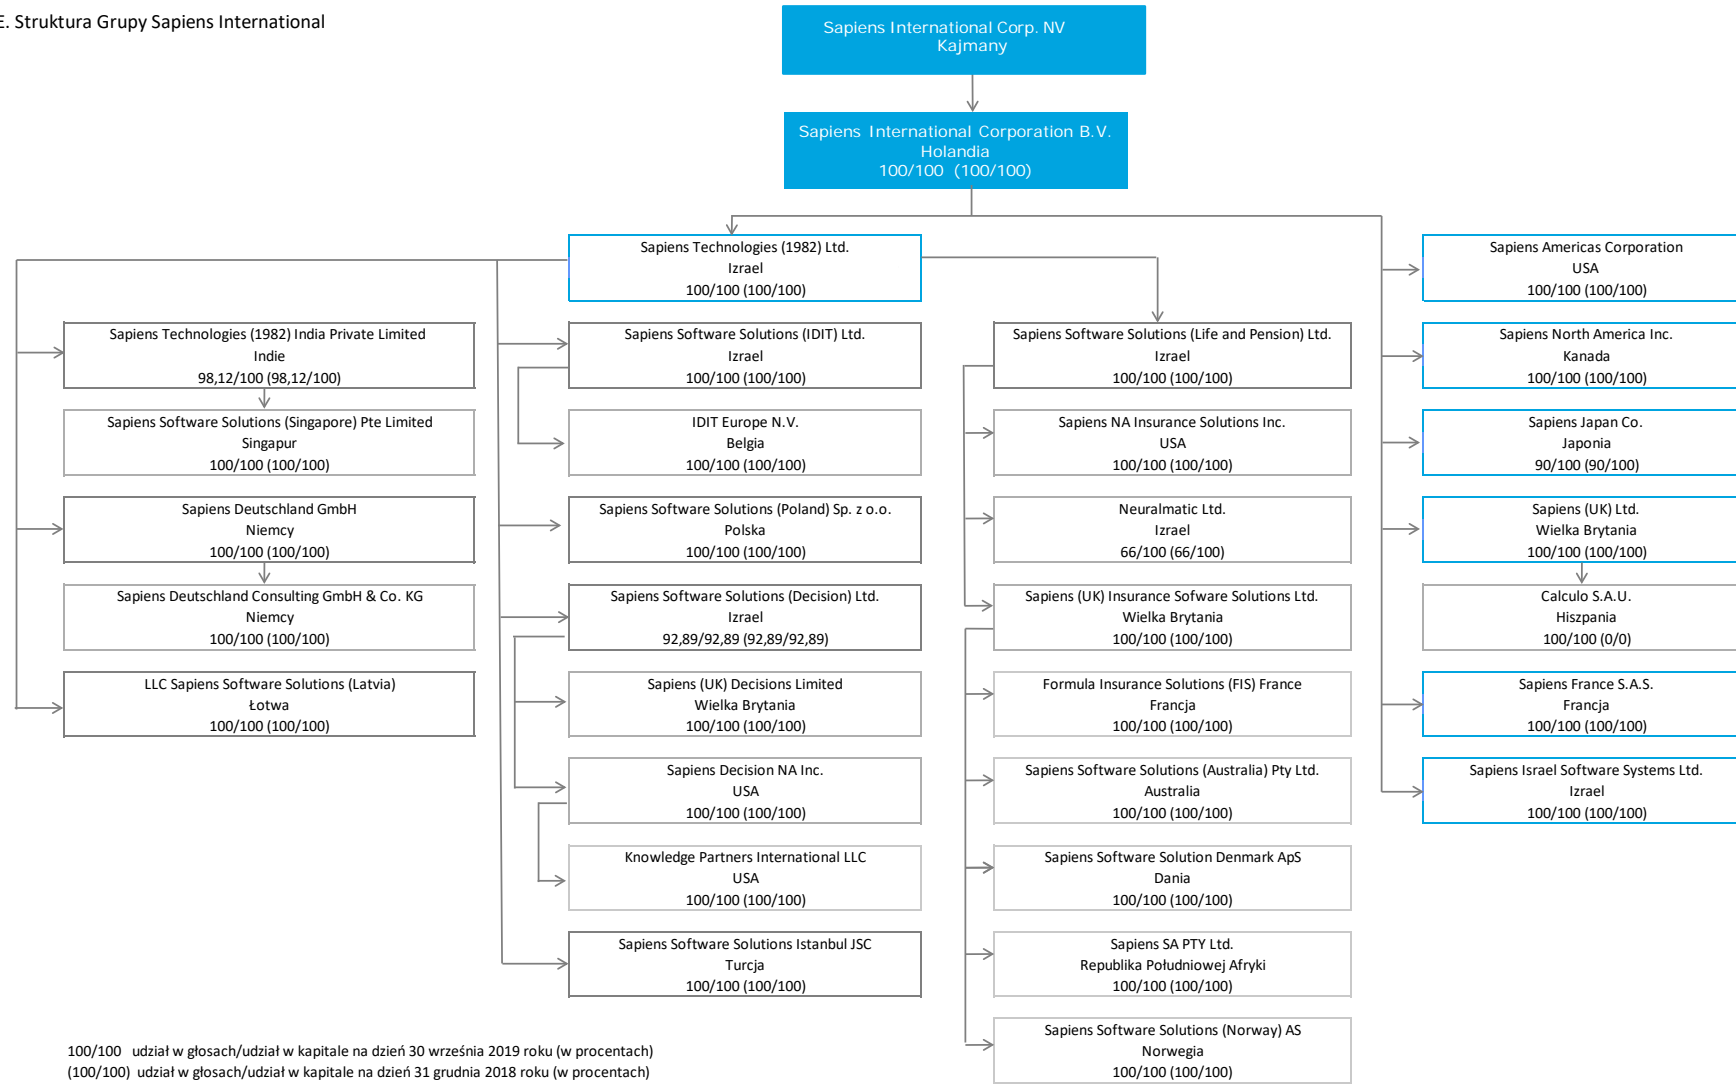 E. Struktura Grupy Sapiens International
Sapiens International Corp. NV
Kajmany
Sapiens International Corporation B.V.
Holandia
100/100 (100/100)
Sapiens Technologies (1982) Ltd.
Izrael
100/100 (100/100)
Sapiens Technologies (1982) India Private Limited
Indie
98,12/100 (98,12/100)
Sapiens Software Solutions (Singapore) Pte Limited
Singapur
100/100 (100/100)
Sapiens Deutschland GmbH
Niemcy
100/100 (100/100)
Sapiens Deutschland Consulting GmbH & Co. KG
Niemcy
100/100 (100/100)
LLC Sapiens Software Solutions (Latvia)
Łotwa
100/100 (100/100)
Sapiens Software Solutions (IDIT) Ltd.
Izrael
100/100 (100/100)
IDIT Europe N.V.
Belgia
100/100 (100/100)
Sapiens Software Solutions (Poland) Sp. z o.o.
Polska
100/100 (100/100)
Sapiens Software Solutions (Decision) Ltd.
Izrael
92,89/92,89 (92,89/92,89)
Sapiens (UK) Decisions Limited
Wielka Brytania
100/100 (100/100)
Sapiens Decision NA Inc.
USA
100/100 (100/100)
Knowledge Partners International LLC
USA
100/100 (100/100)
Sapiens Software Solutions Istanbul JSC
Turcja
100/100 (100/100)
Sapiens Software Solutions (Life and Pension) Ltd.
Izrael
100/100 (100/100)
Sapiens NA Insurance Solutions Inc.
USA
100/100 (100/100)
Neuralmatic Ltd.
Izrael
66/100 (66/100)
Sapiens (UK) Insurance Sofware Solutions Ltd.
Wielka Brytania
100/100 (100/100)
Formula Insurance Solutions (FIS) France
Francja
100/100 (100/100)
Sapiens Software Solutions (Australia) Pty Ltd.
Australia
100/100 (100/100)
Sapiens Software Solution Denmark ApS
Dania
100/100 (100/100)
Sapiens SA PTY Ltd.
Republika Południowej Afryki
100/100 (100/100)
Sapiens Software Solutions (Norway) AS
Norwegia
100/100 (100/100)
Sapiens Americas Corporation
USA
100/100 (100/100)
Sapiens North America Inc.
Kanada
100/100 (100/100)
Sapiens Japan Co.
Japonia
90/100 (90/100)
Sapiens (UK) Ltd.
Wielka Brytania
100/100 (100/100)
Calculo S.A.U.
Hiszpania
100/100 (0/0)
Sapiens France S.A.S.
Francja
100/100 (100/100)
Sapiens Israel Software Systems Ltd.
Izrael
100/100 (100/100)
100/100 udział w głosach/udział w kapitale na dzień 30 września 2019 roku (w procentach)
(100/100) udział w głosach/udział w kapitale na dzień 31 grudnia 2018 roku (w procentach)